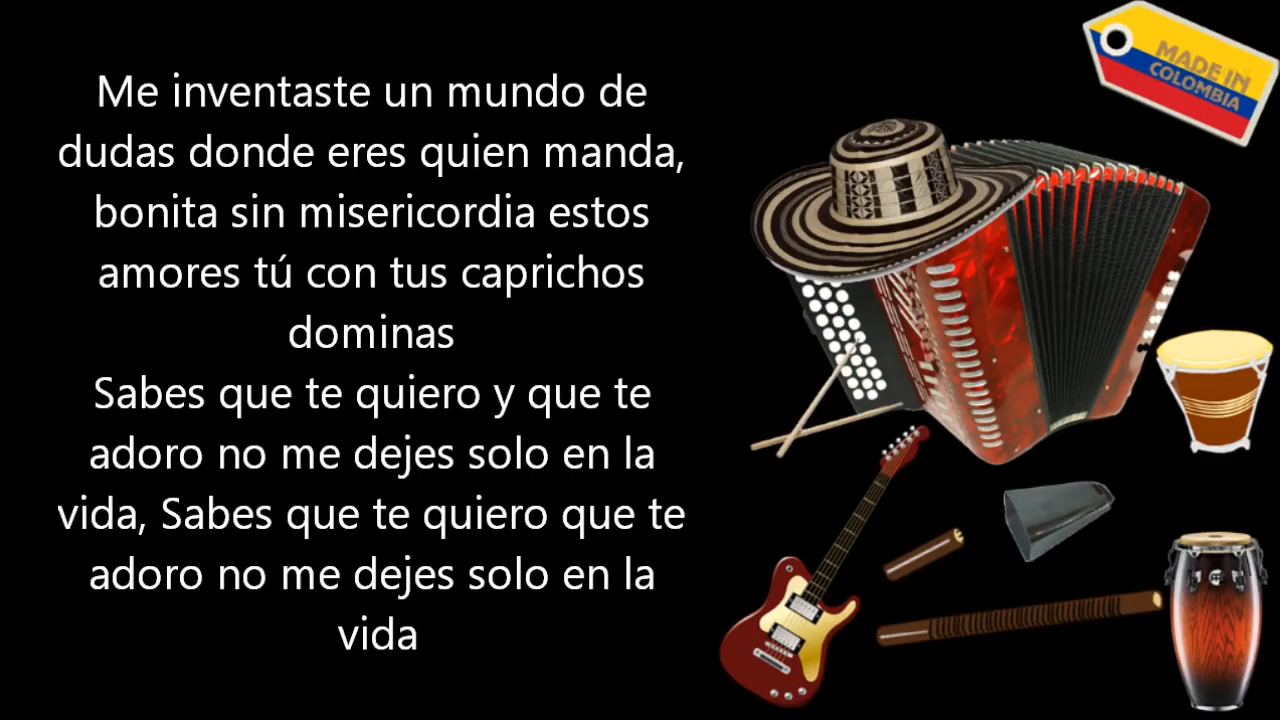 Me inventaste un mundo de
dudas donde eres quien manda,
bonita sin misericordia estos
amores tú con tus caprichos
dominas
Sabes que te quiero y que te
adoro no me dejes solo en la
vida, Sabes que te quiero que te
adoro no me dejes solo en la
vida
MADE IN
COLOMBIA